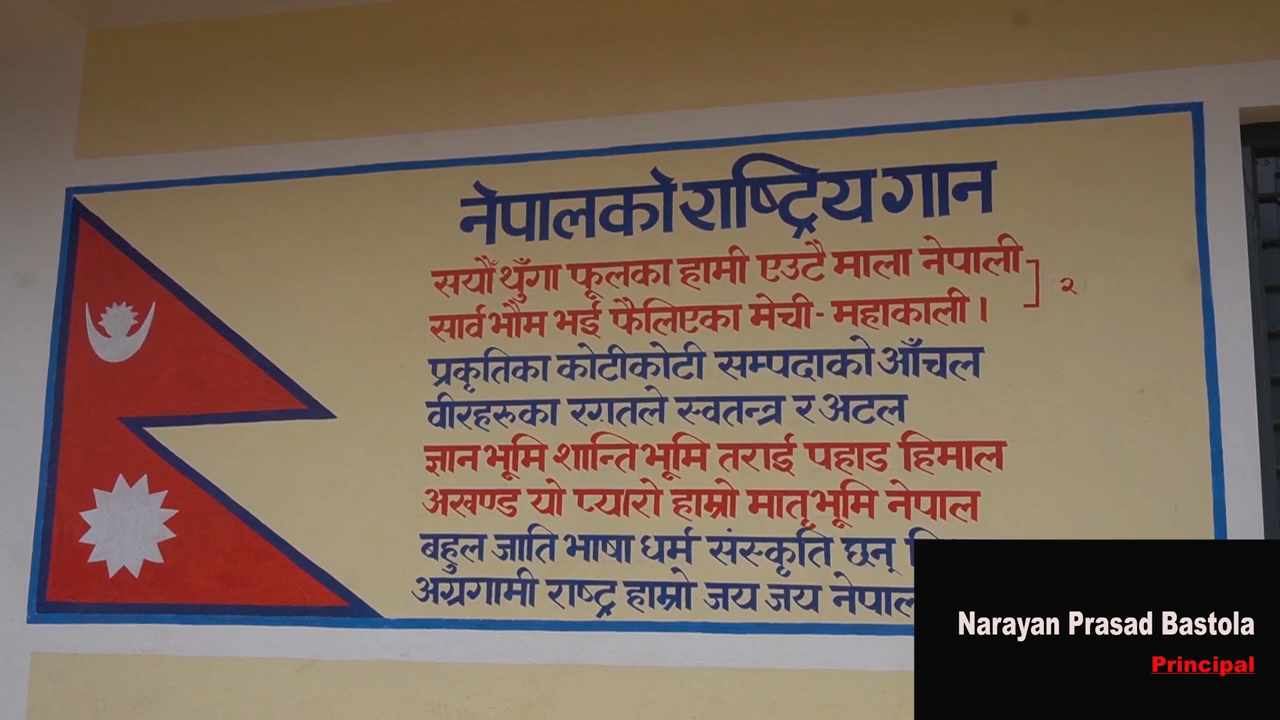 नेपालको राष्ट्रिय गान
सयौँ थुँगा फूलका हामी एउटै माला नेपाली
२
सार्वभौम भई फैलिएका मेची-महाकाली।
प्रकृतिका कोटीकोटी सम्पदाको आँचल
वीरहरुका रगतले स्वतन्त्र र अटल
ज्ञान भूमि शान्ति भूमि तराई पहाड हिमाल
अखण्ड यो प्यारो हाम्रो मातृभूमि नेपाल
बहुल जाति भाषा धर्म संस्कृति छन्
अग्रगामी राष्ट्र हाम्रो जय जय नेपाल
Narayan Prasad Bastola
Principal